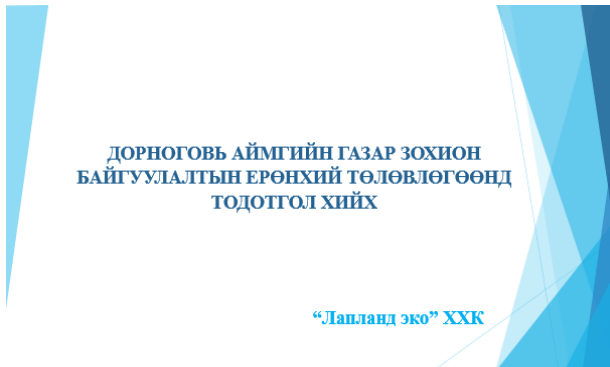 ДОРНОГОВЬ АЙМГИЙН ГАЗАР ЗОХИОН
БАЙГУУЛАЛТЫН ЕРӨНХИЙ ТӨЛӨВЛӨГӨӨНД
ТОДОТГОЛ ХИЙХ
“Лапланд эко” ХХК